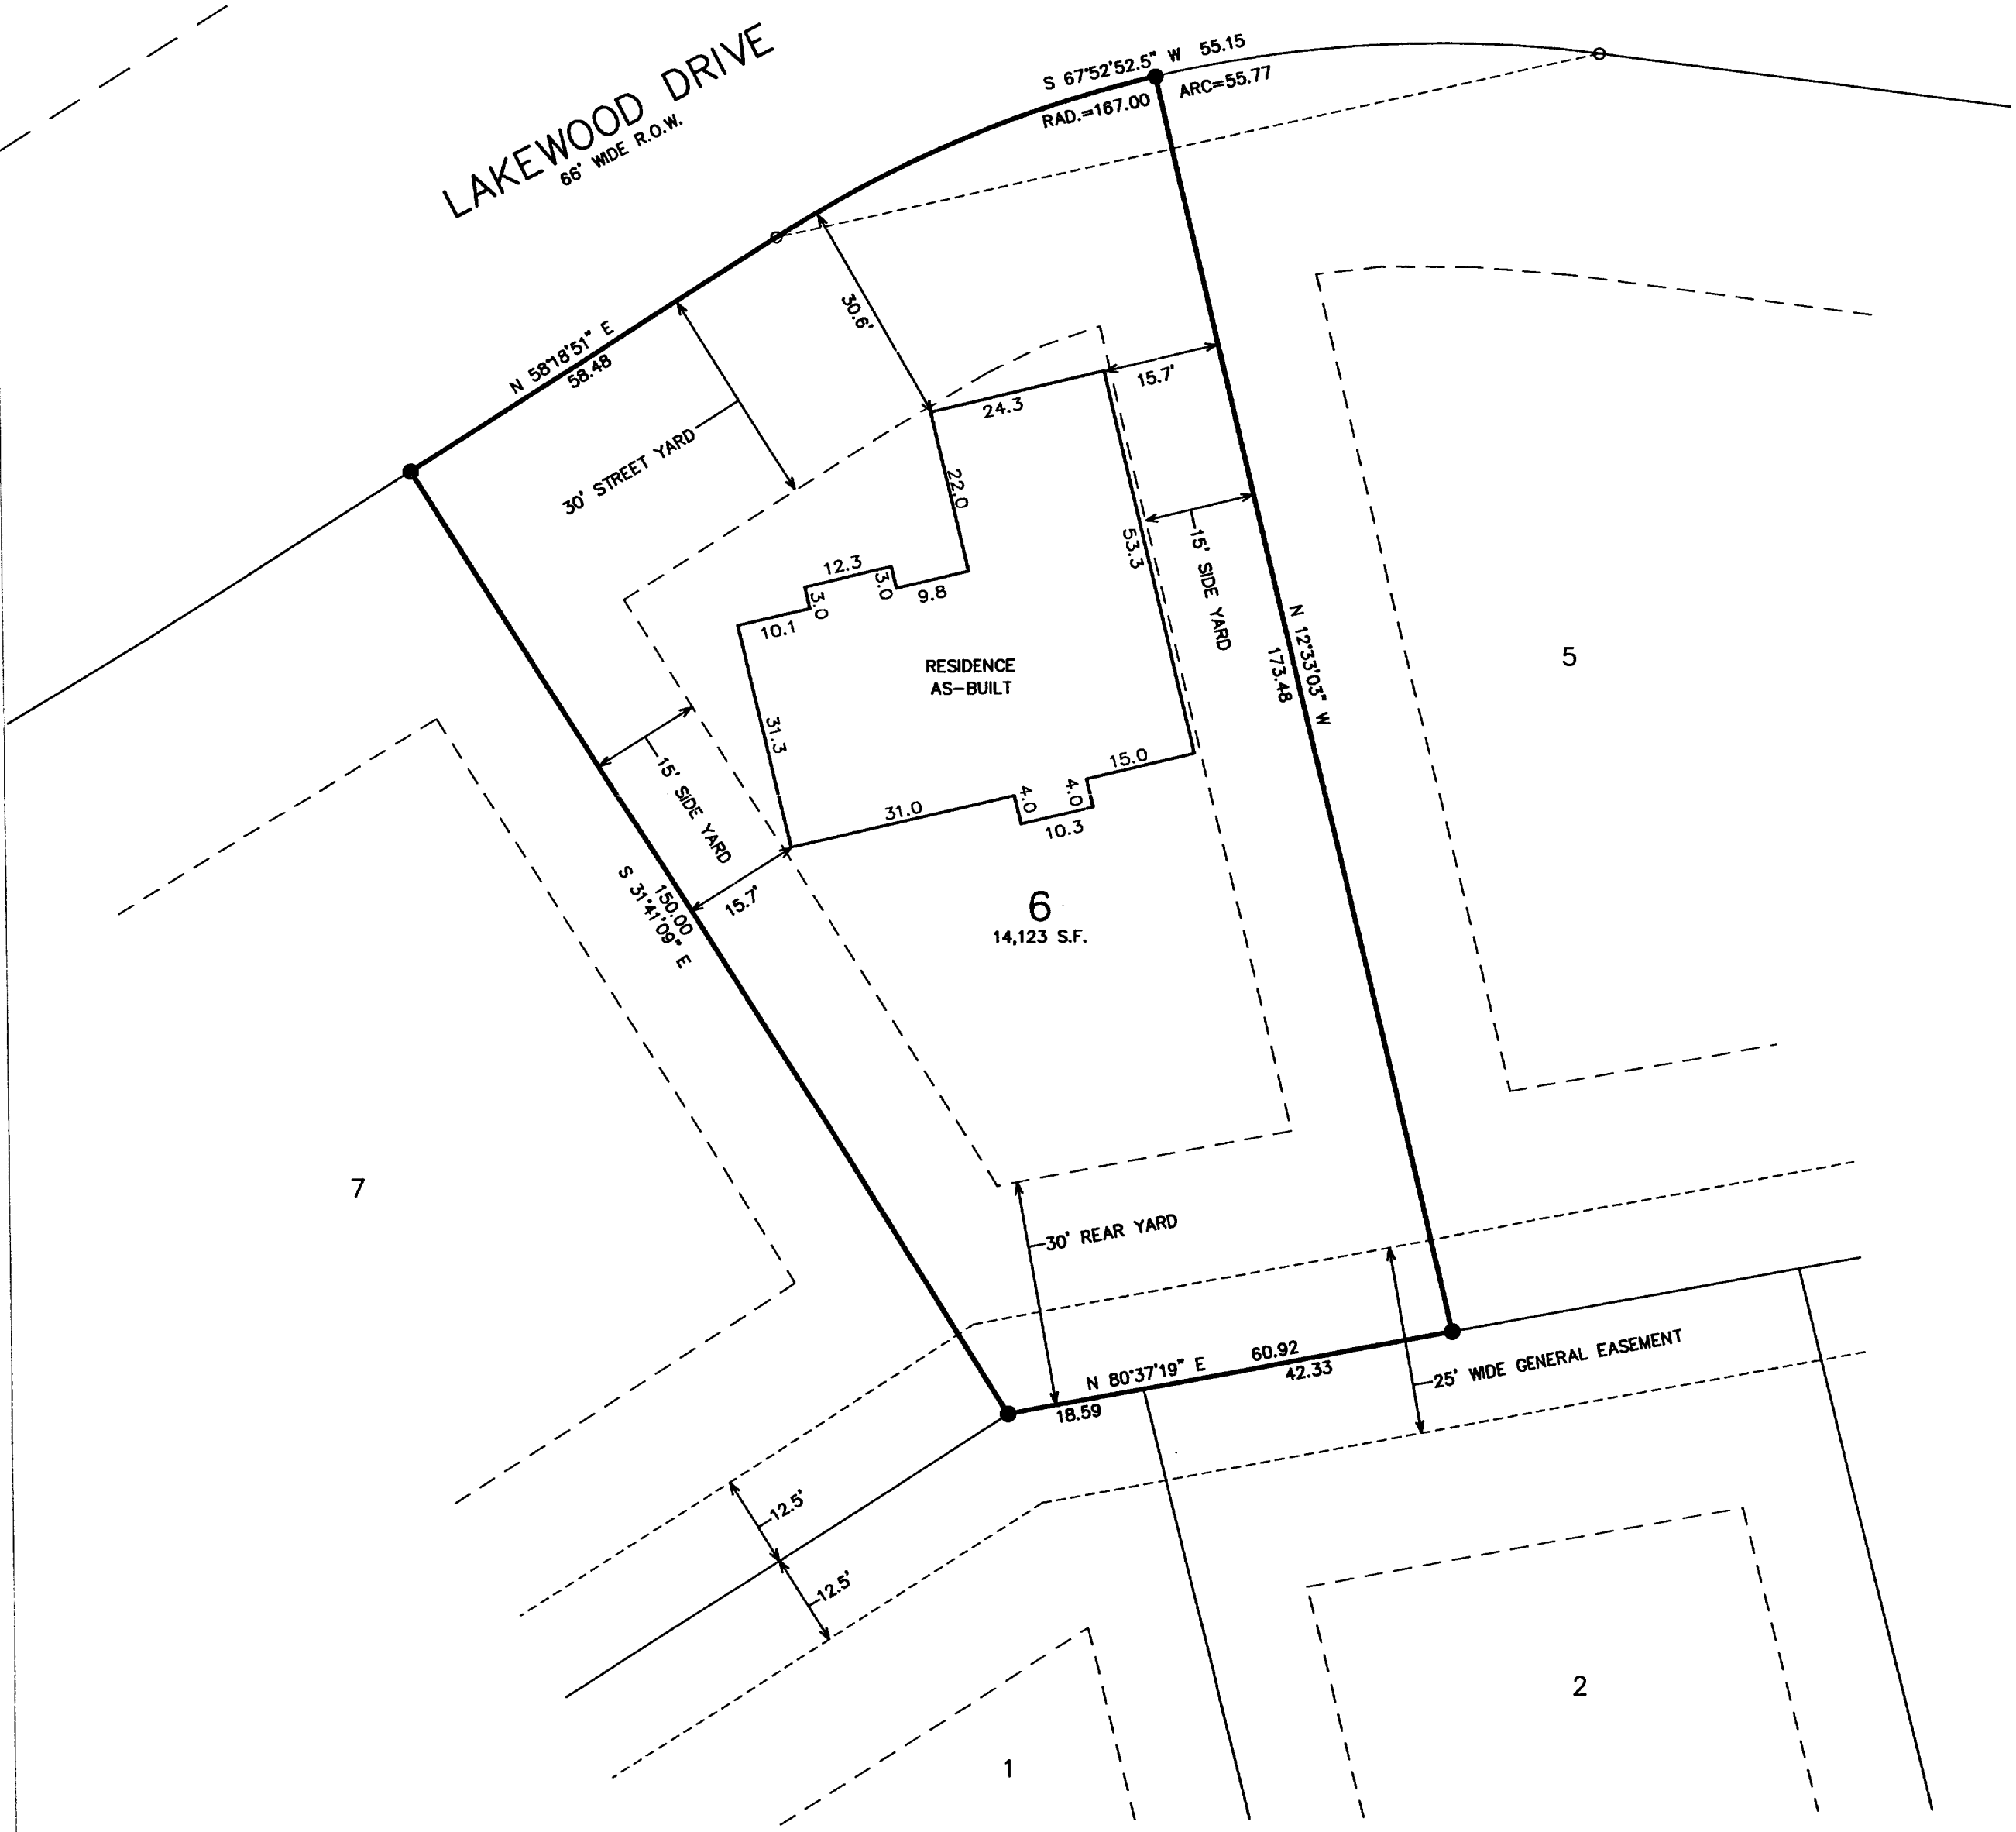 LAKEWOOD DRIVE
66' WIDE R.O.W.
S 67°52'52.5" W 55.15
RAD.=167.00
ARC=55.77
N 58°18'51" E
58.48
30.6'
30' STREET YARD
24.3
15.7'
22.0
53.3
15' SIDE YARD
12.3
3.0
3.0
9.8
10.1
N 12°33'03" W
173.48
5
RESIDENCE
AS-BUILT
31.3
15' SIDE YARD
15.0
31.0
4.0
4.0
10.3
150.00
S 31°41'09" E
15.7'
6
14,123 S.F.
7
30' REAR YARD
N 80°37'19" E
60.92
42.33
18.59
25' WIDE GENERAL EASEMENT
12.5'
12.5'
2
1